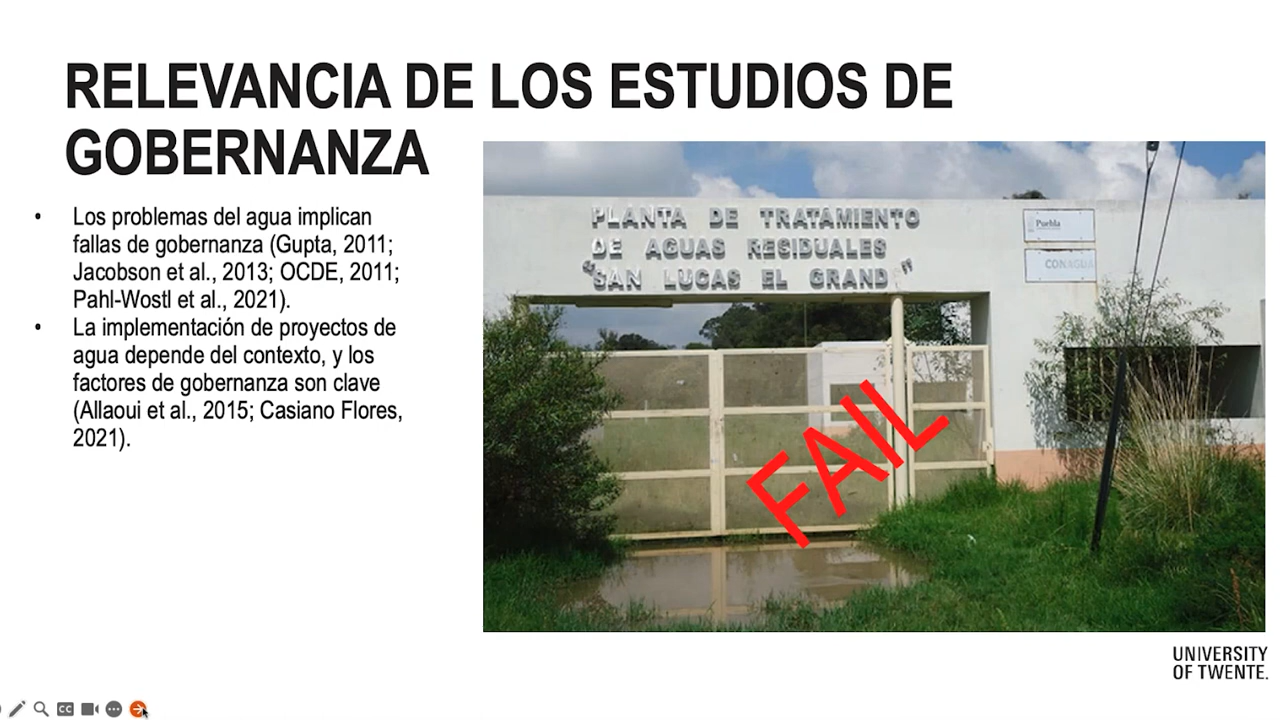 RELEVANCIA DE LOS ESTUDIOS DE
GOBERNANZA
• Los problemas del agua implican
fallas de gobernanza (Gupta, 2011;
Jacobson et al., 2013; OCDE, 2011;
Pahl-Wostl et al., 2021).
• La implementación de proyectos de
agua depende del contexto, y los
factores de gobernanza son clave
(Allaoui et al., 2015; Casiano Flores,
2021).
PLANTA DE TRATAMIENTO
DE AGUAS RESIDUALES
"SAN LUCAS EL GRAND "
Puebla
CONAGUA
FAIL
UNIVERSITY
OF TWENTE.
CC